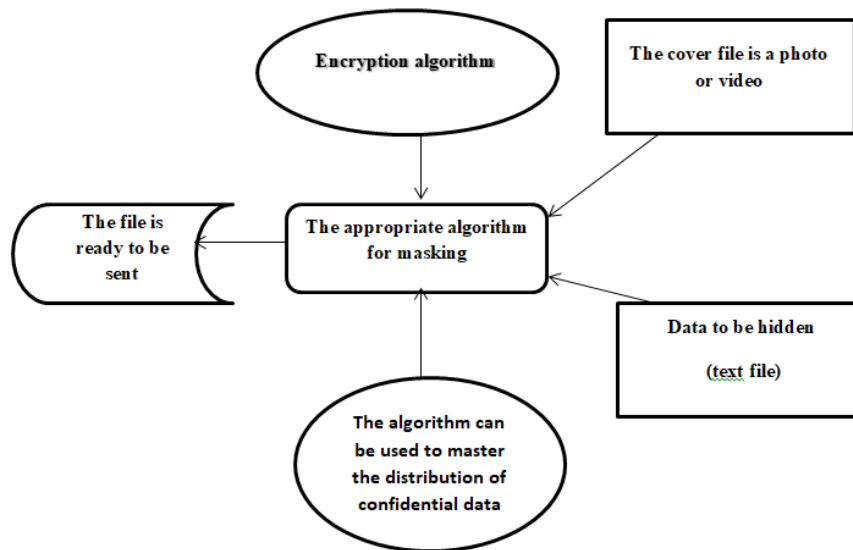 Encryption algorithm
The cover file is a photo
or video
The file is
ready to be
sent
The appropriate algorithm
for masking
Data to be hidden
(text file)
The algorithm can
be used to master
the distribution of
confidential data